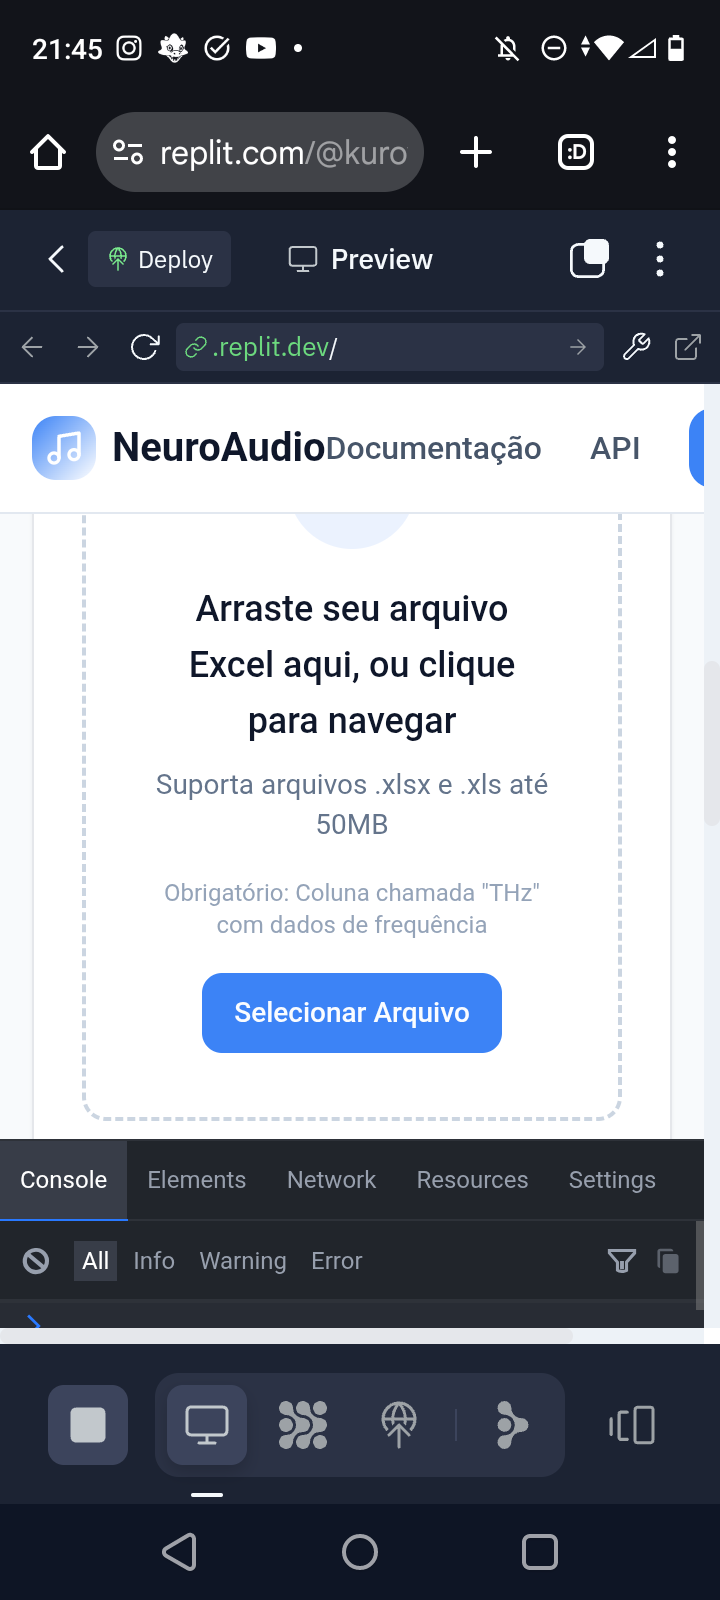 21:45
replit.com/@kuro
:D
Deploy
Preview
.replit.dev/
NeuroAudio
Documentação
API
Arraste seu arquivo
Excel aqui, ou clique
para navegar
Suporta arquivos .xlsx e .xls até
50MB
Obrigatório: Coluna chamada "THz"
com dados de frequência
Selecionar Arquivo
Console Elements Network Resources Settings
All Info Warning Error